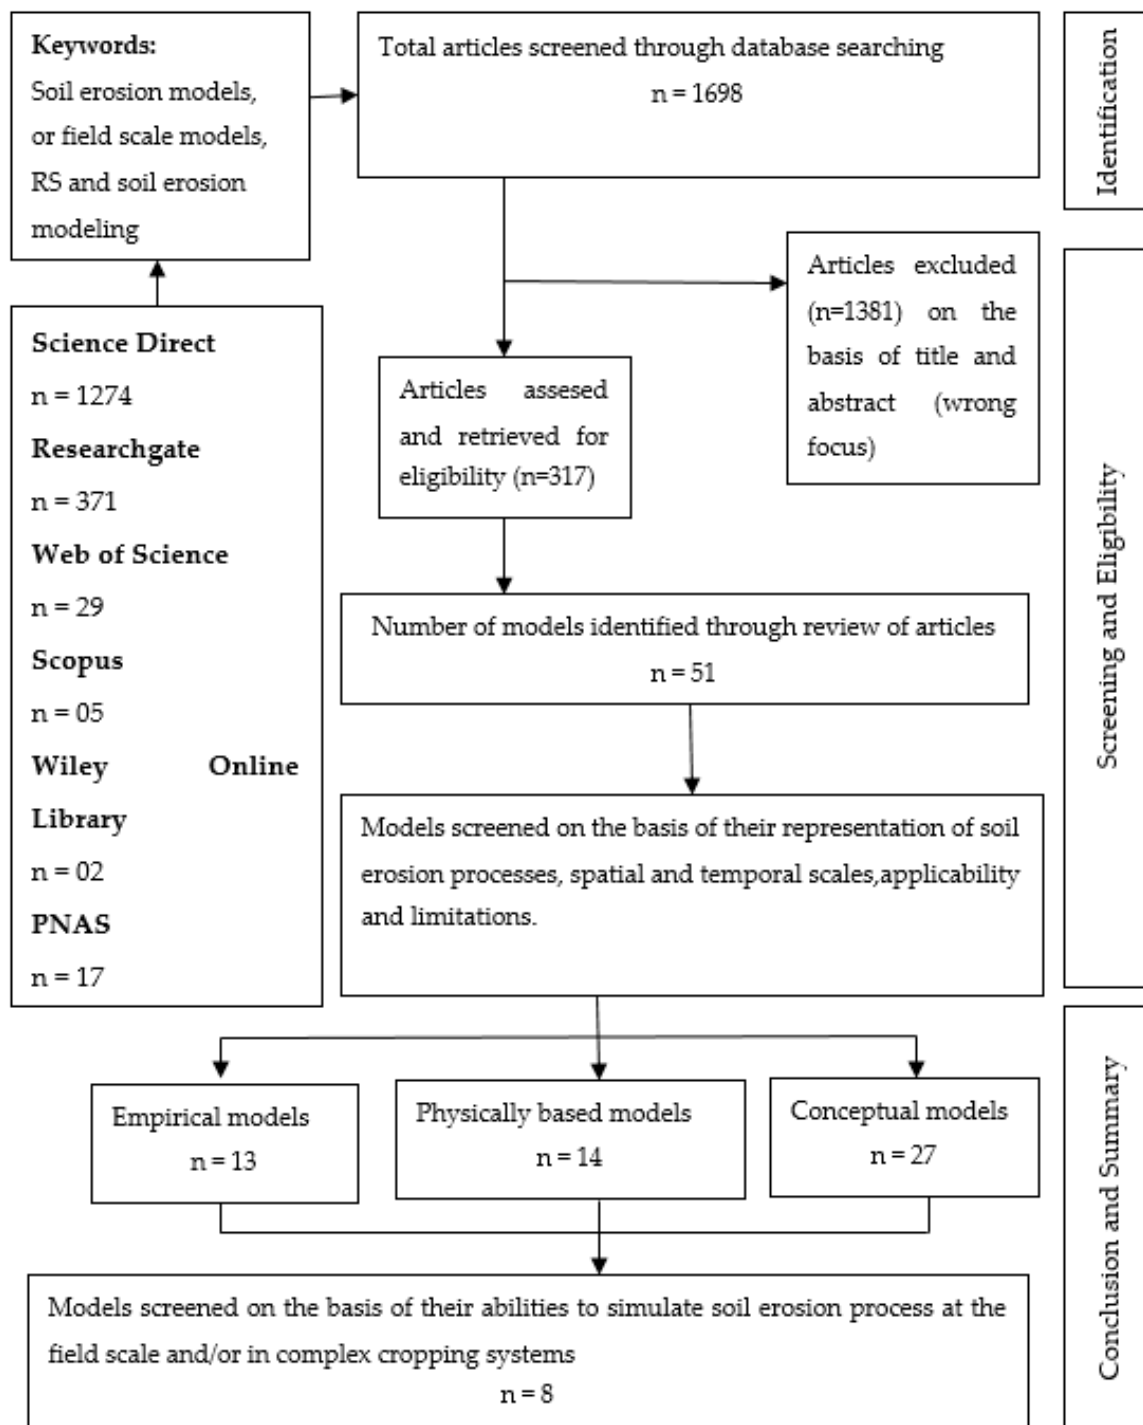 Keywords:
Soil erosion models,
or field scale models,
RS and soil erosion
modeling
Total articles screened through database searching
n = 1698
Identification
Science Direct
n = 1274
Researchgate
n = 371
Web of Science
n = 29
Scopus
n = 05
Wiley Online
Library
n = 02
PNAS
n = 17
Articles excluded
(n=1381) on the
basis of title and
abstract (wrong
focus)
Articles assesed
and retrieved for
eligibility (n=317)
Number of models identified through review of articles
n = 51
Models screened on the basis of their representation of soil
erosion processes, spatial and temporal scales,applicability
and limitations.
Screening and Eligibility
Empirical models
n = 13
Physically based models
n = 14
Conceptual models
n = 27
Models screened on the basis of their abilities to simulate soil erosion process at the
field scale and/or in complex cropping systems
n = 8
Conclusion and Summary